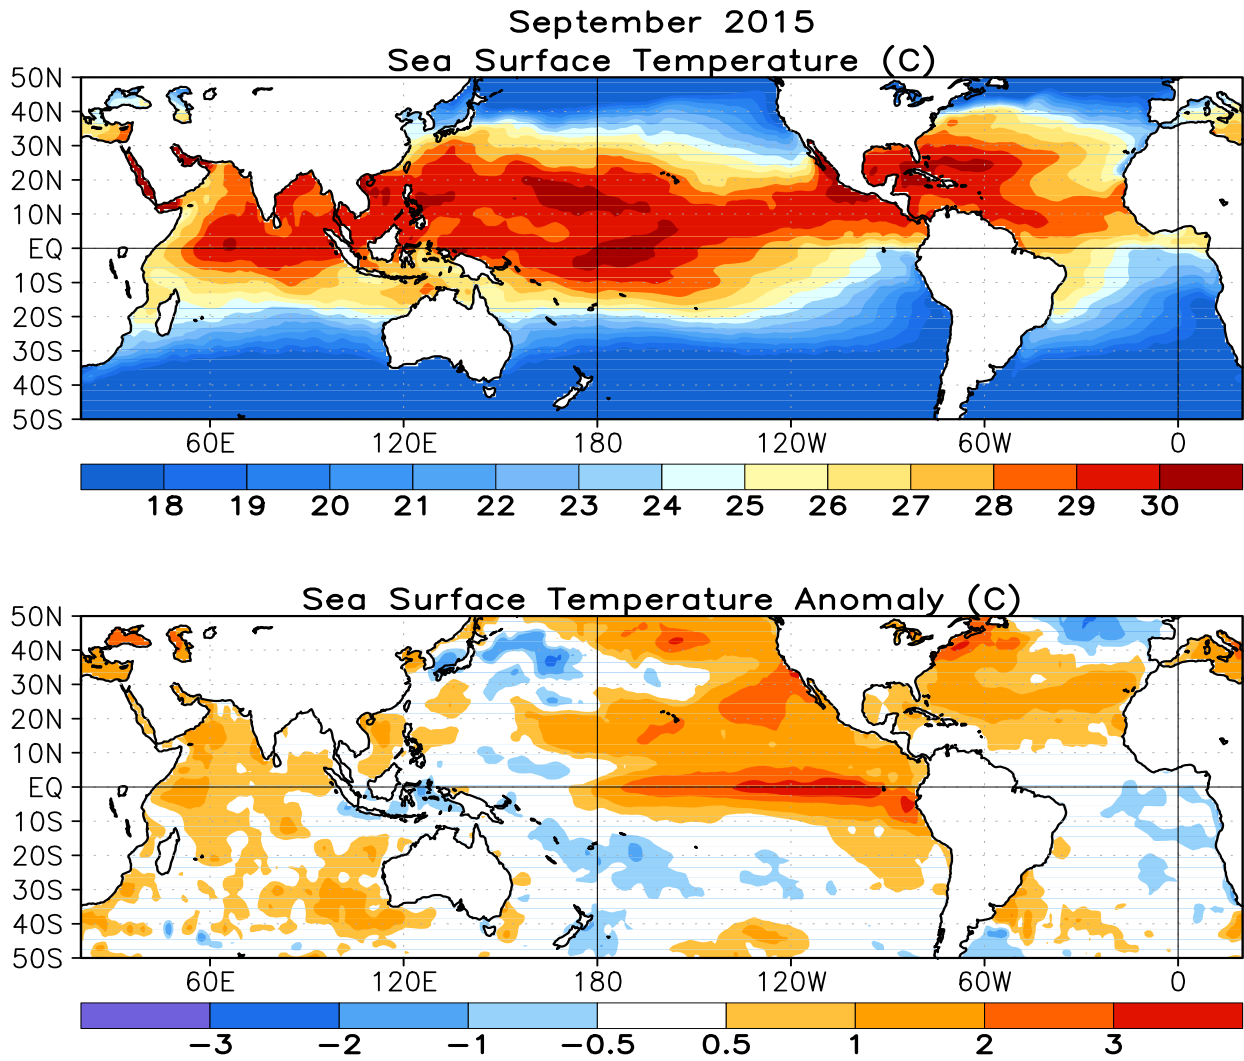 September 2015
Sea Surface Temperature (C)
50N
40N
30N
20N
10N
EQ
10S
20S
30S
40S
50S
60E 120E 180 120W 60W 0
18 19 20 21 22 23 24 25 26 27 28 29 30
Sea Surface Temperature Anomaly (C)
50N
40N
30N
20N
10N
EQ
10S
20S
30S
40S
50S
60E 120E 180 120W 60W 0
−3 −2 −1 −0.5 0.5 1 2 3